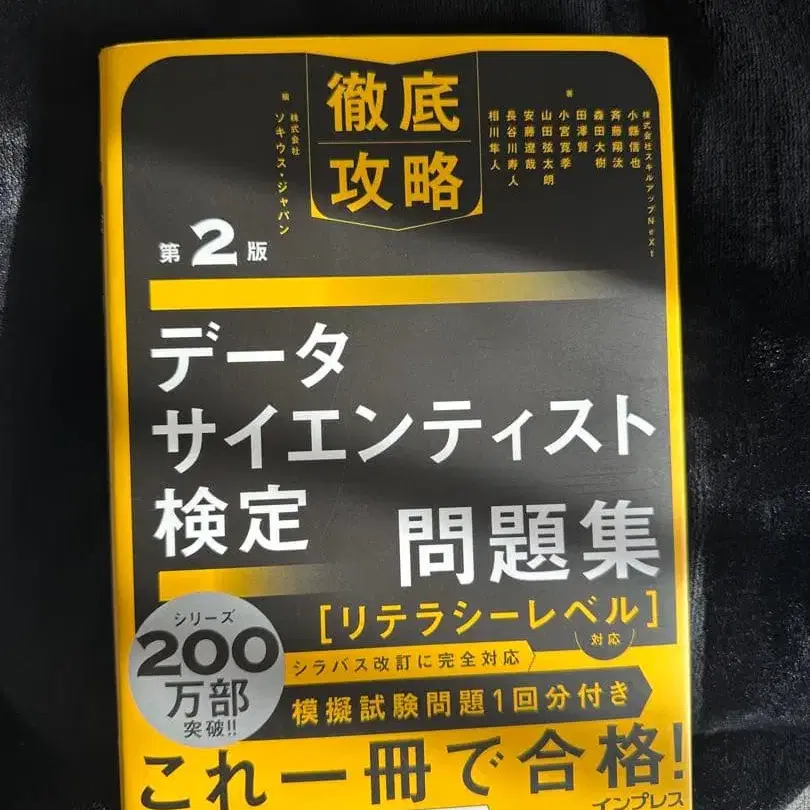 徹底
攻略
株式会社スキルアップNeXt
小縣信也
斉藤翔汰
森田大樹
田澤賢
小宮寛季
山田弦太朗
安藤遼哉
長谷川寿人
相川隼人
著
株式会社
ソキウス・ジャパン
編
第2版
データ
サイエンティスト
検定
問題集
[リテラシーレベル]
対応
シリーズ
200
万部
突破!!
シラバス改訂に完全対応
模擬試験問題1回分付き
これ一冊で合格!
インプレス